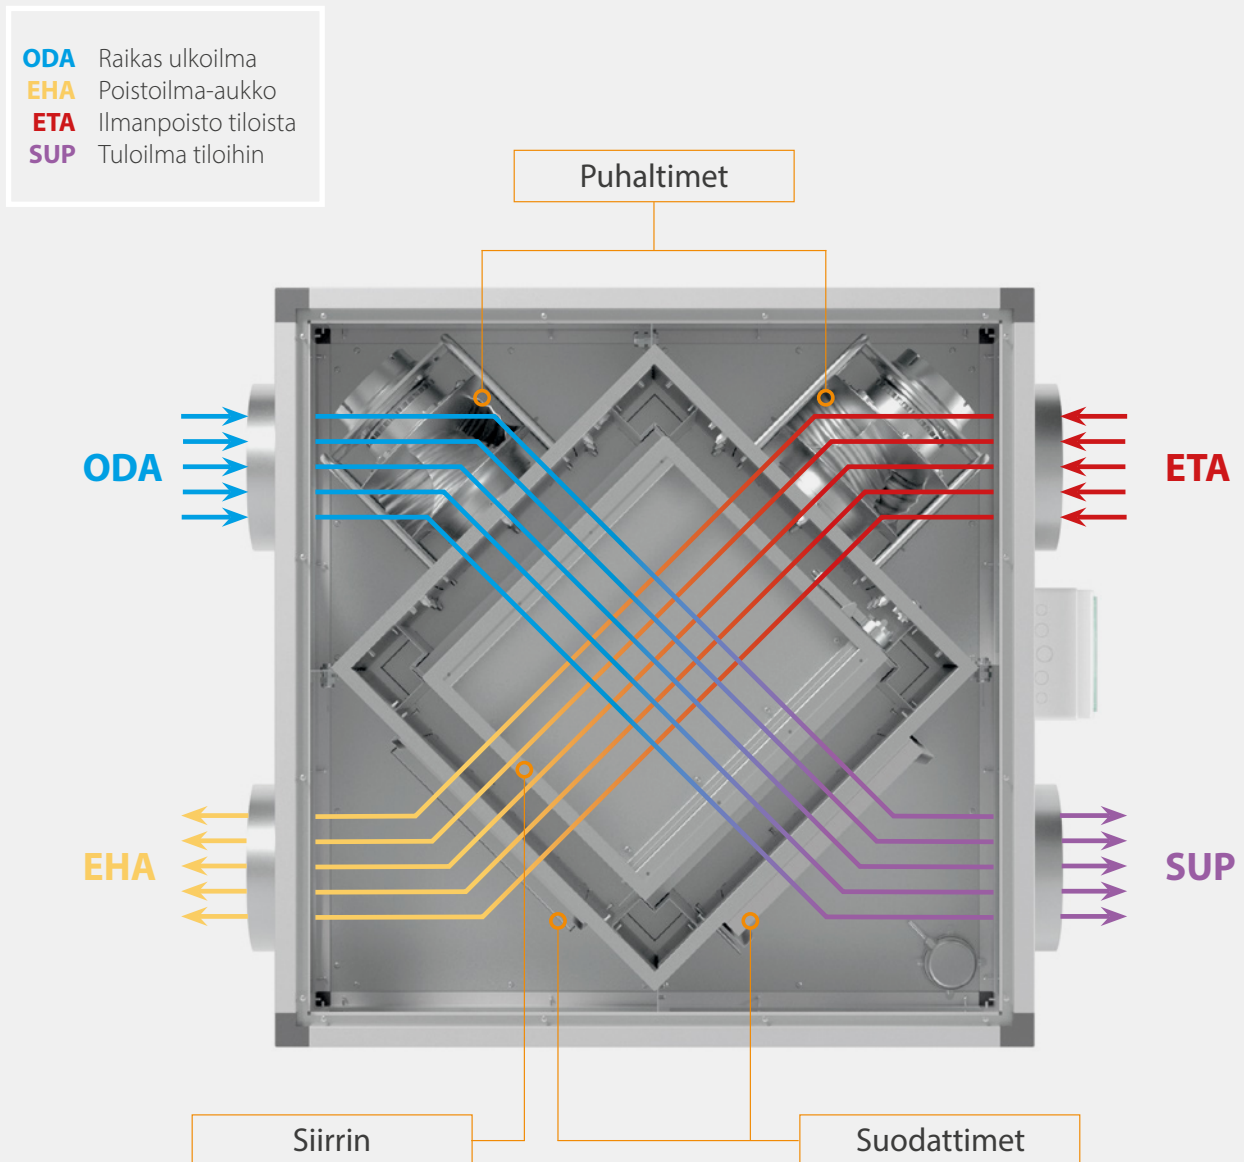 ODA Raikas ulkoilma
EHA Poistoilma-aukko
ETA Ilmanpoisto tiloista
SUP Tuloilma tiloihin
Puhaltimet
ODA
ETA
EHA
SUP
Siirrin
Suodattimet